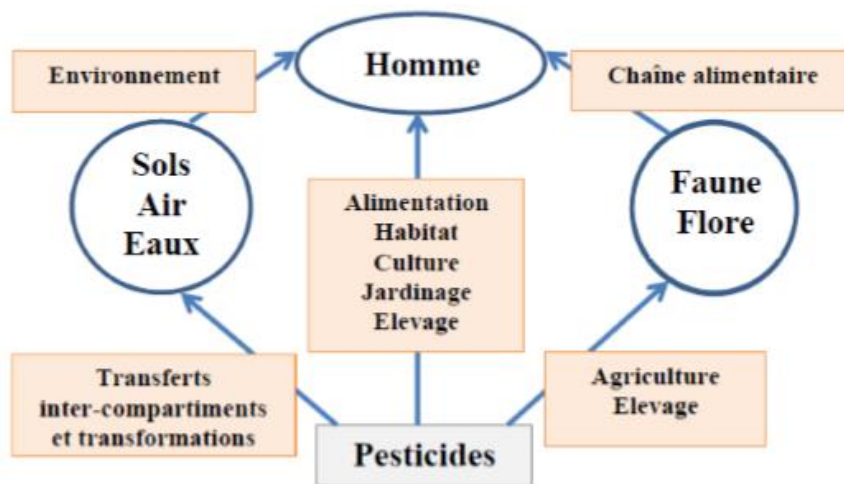 Environnement
Homme
Chaîne alimentaire
Sols
Air
Eaux
Alimentation
Habitat
Culture
Jardinage
Elevage
Faune
Flore
Transferts
inter-compartiments
et transformations
Agriculture
Elevage
Pesticides